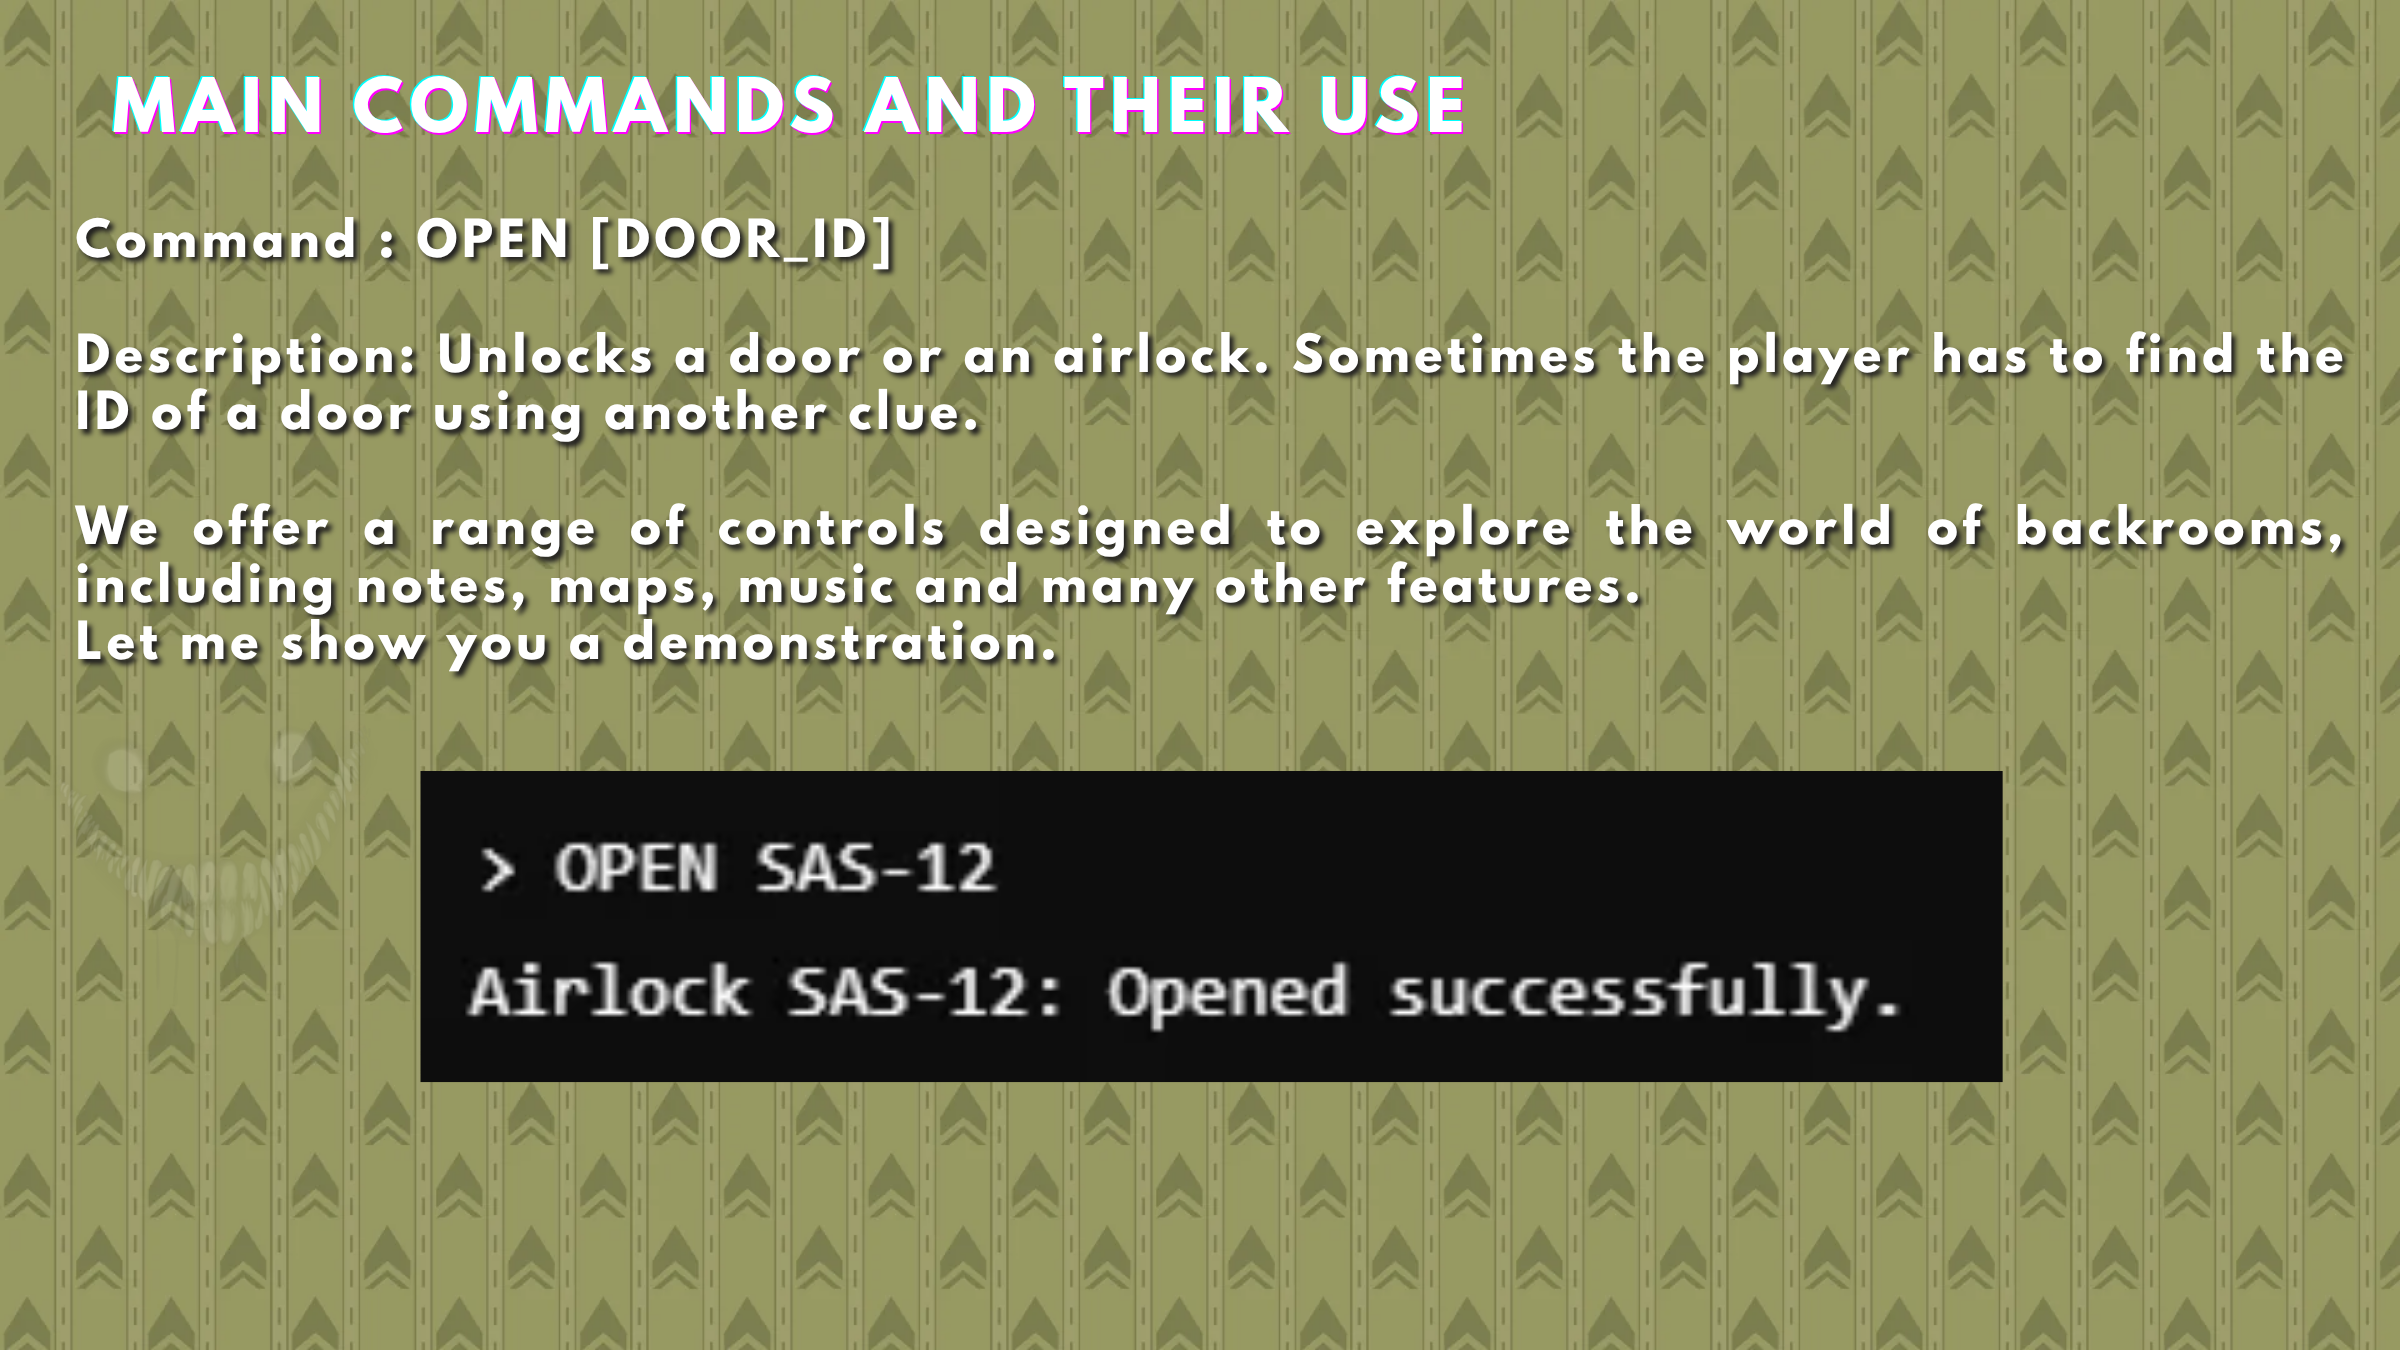 MAIN COMMANDS AND THEIR USE
Command : OPEN [DOOR_ID]
Description: Unlocks a door or an airlock. Sometimes the player has to find the
ID of a door using another clue.
We offer a range of controls designed to explore the world of backrooms,
including notes, maps, music and many other features.
Let me show you a demonstration.
> OPEN SAS-12
Airlock SAS-12: Opened successfully.